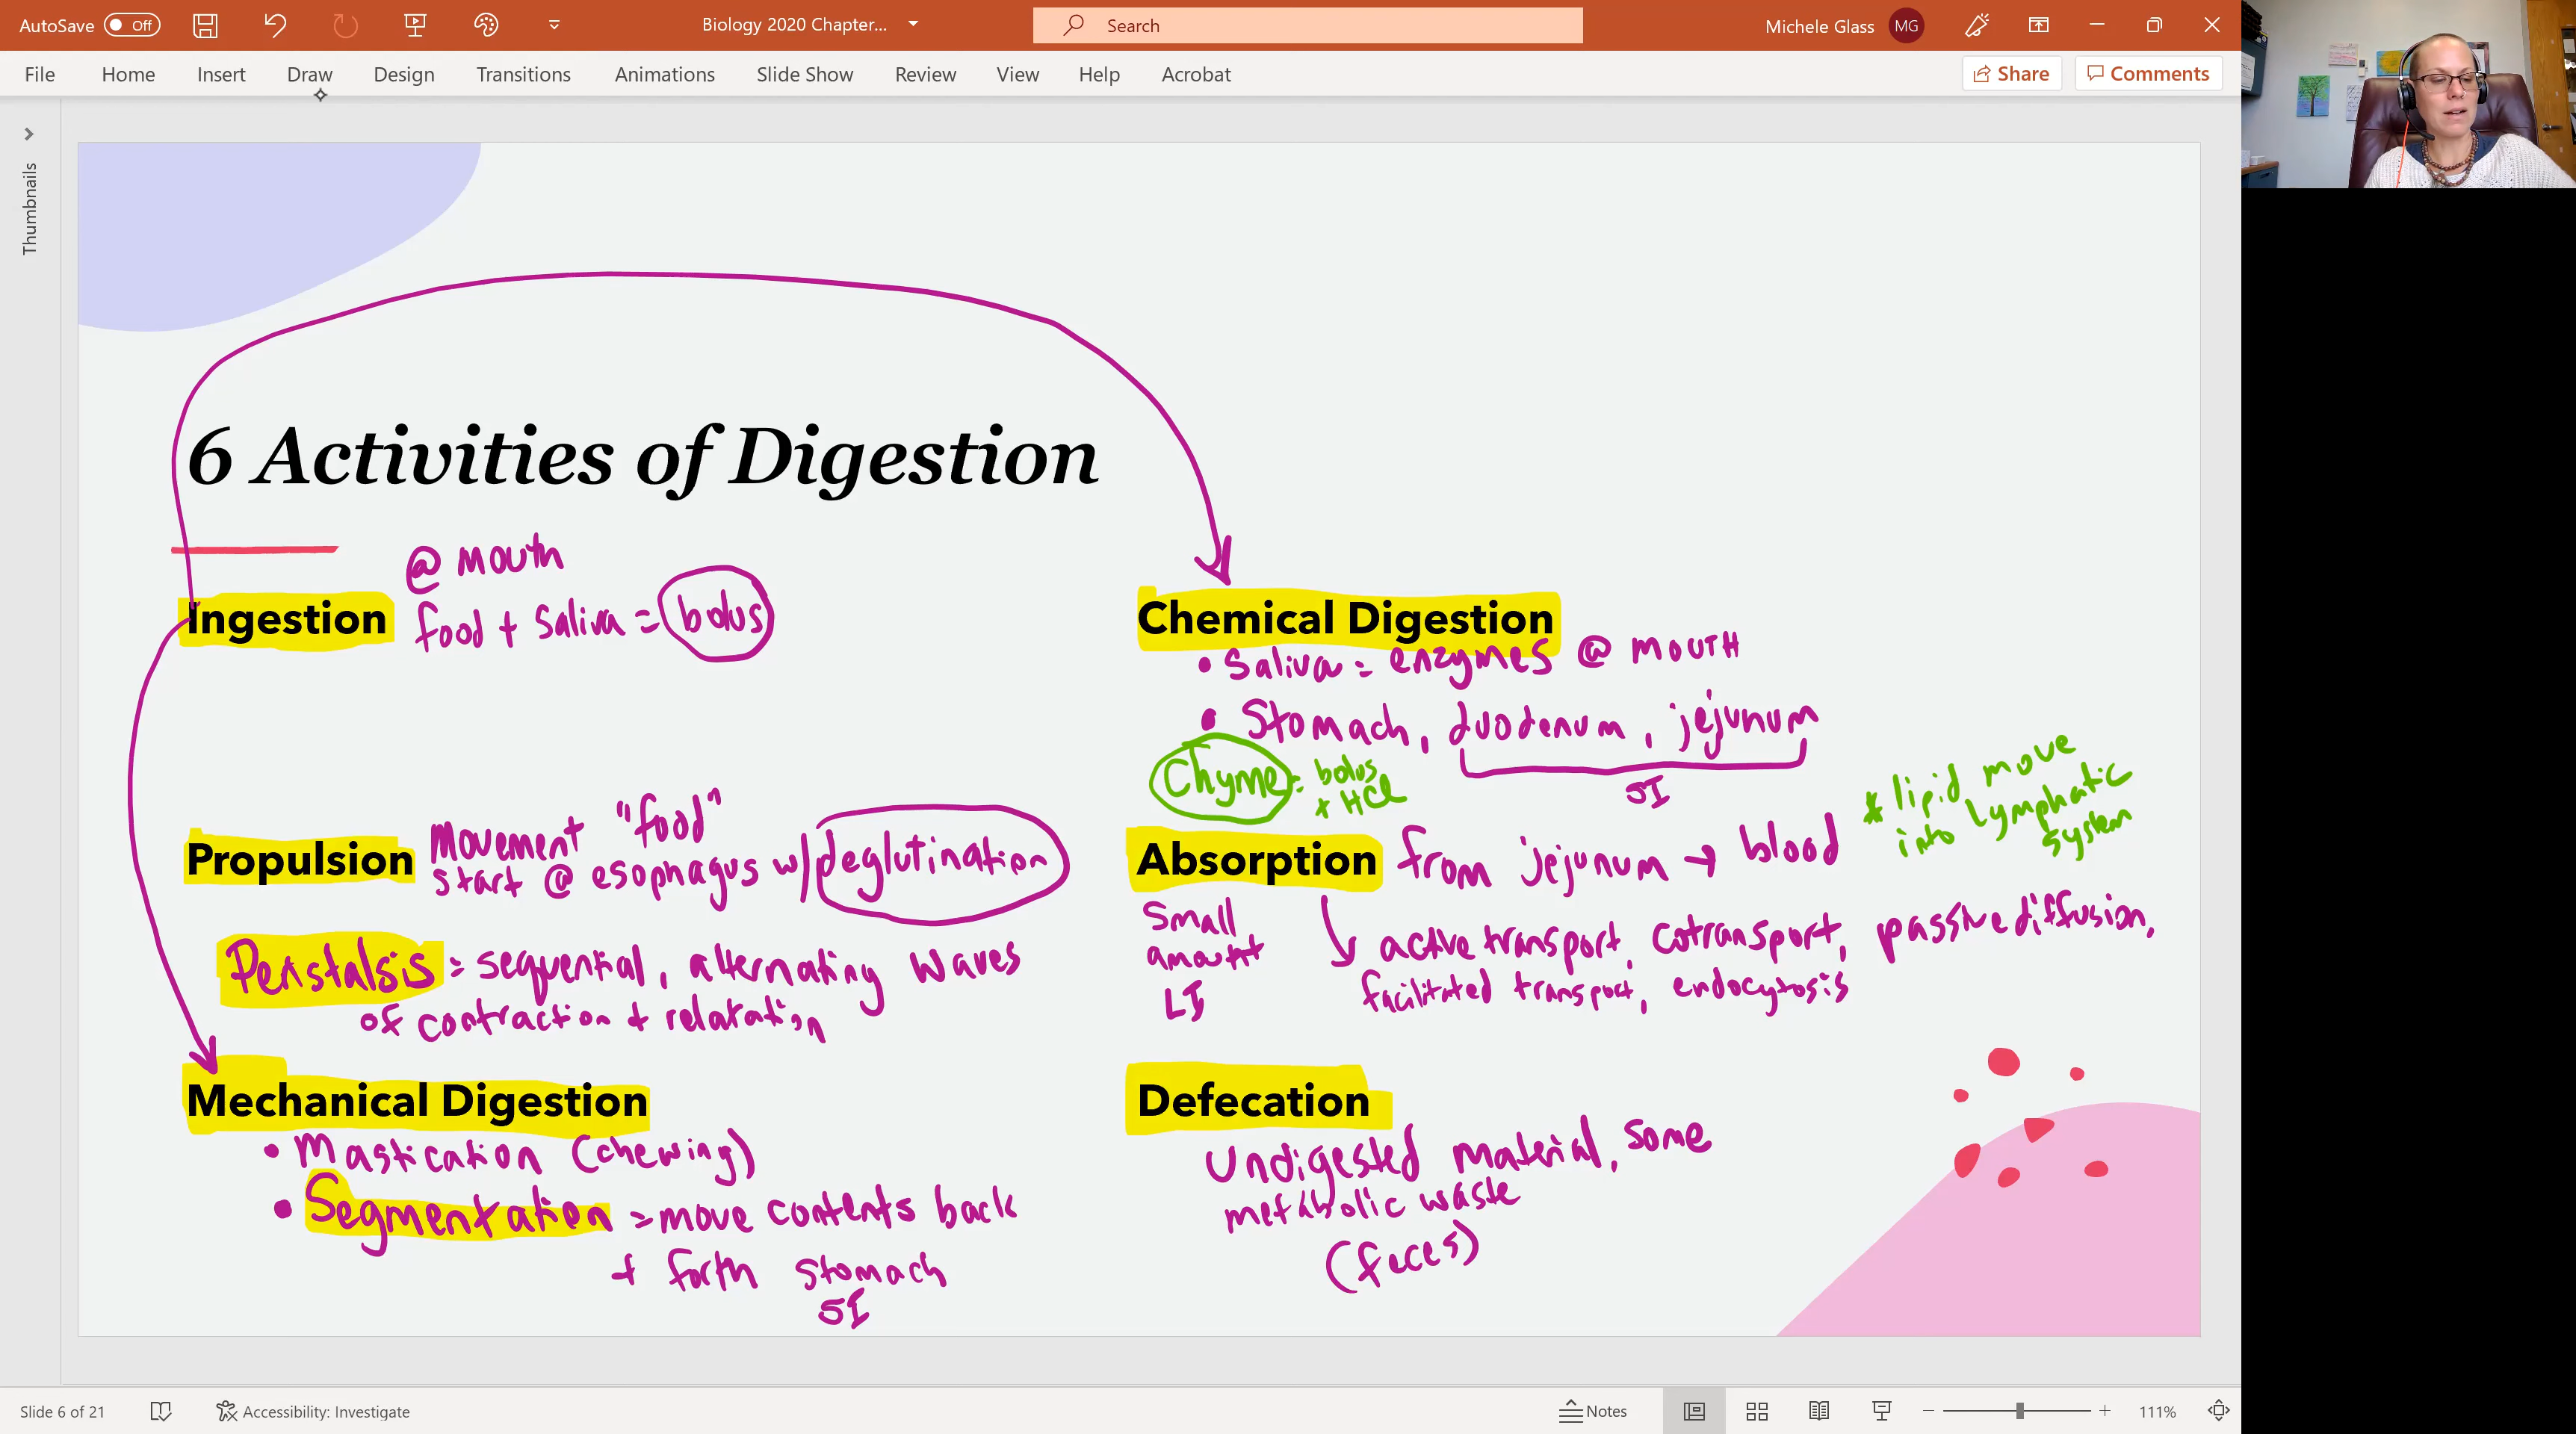 AutoSave Off
Biology 2020 Chapter...
Search
Michele Glass MG
File Home Insert Draw Design Transitions Animations Slide Show Review View Help Acrobat
Share Comments
Thumbnails
6 Activities of Digestion
@ mouth
Ingestion food + saliva = bolus
Propulsion movement "food"
start @ esophagus w/ deglutination
Peristalsis = sequential, alternating waves
of contraction + relaxation
Mechanical Digestion
• Mastication (chewing)
• Segmentation = move contents back
+ forth stomach
SI
Chemical Digestion
• Saliva = enzymes @ mouth
• Stomach, duodenum, jejunum
SI
Chyme = bolus
+ HCl
* lipid move
into lymphatic
system
Absorption from jejunum → blood
small
amount
LI
active transport, cotransport, passive diffusion,
facilitated transport, endocytosis
Defecation
Undigested material, some
metabolic waste
(feces)
Slide 6 of 21
Accessibility: Investigate
Notes
111%